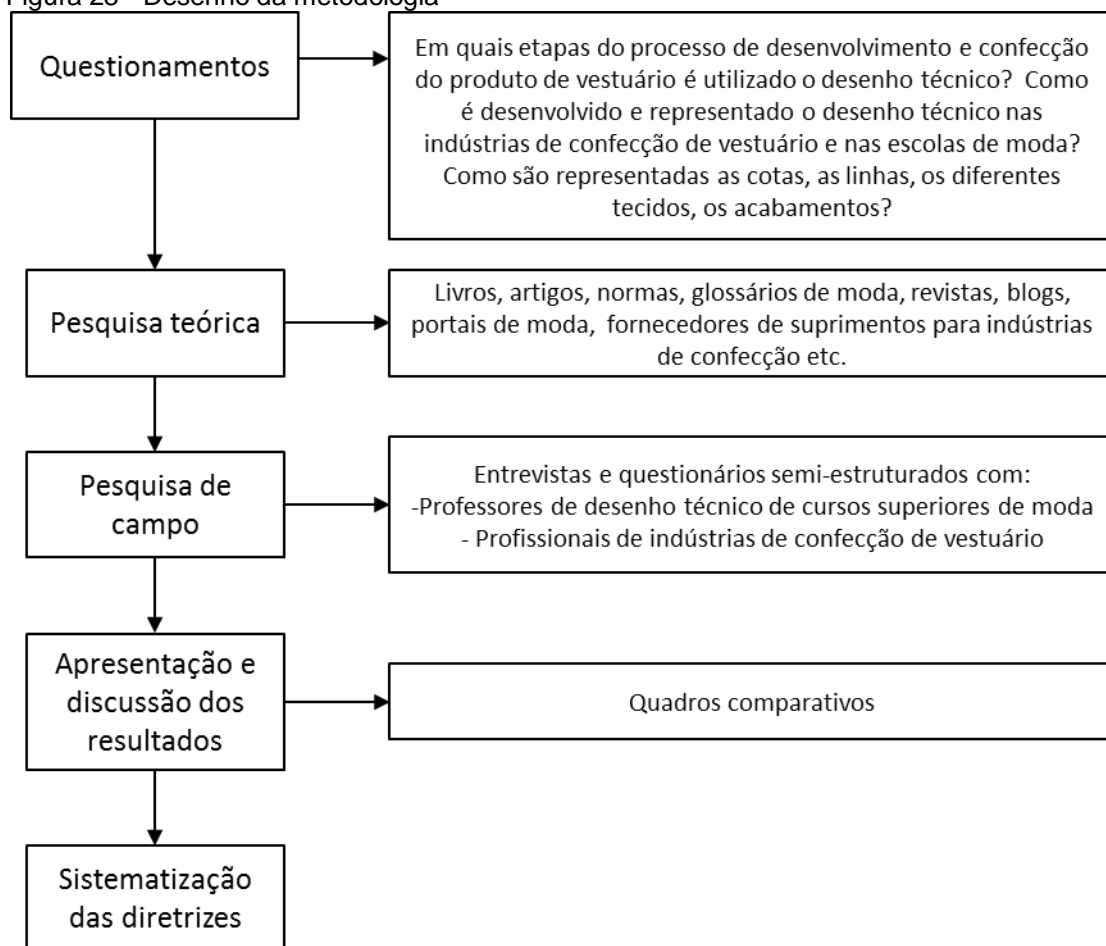 Figura 28 - Desenho da metodologia
Questionamentos
Em quais etapas do processo de desenvolvimento e confecção
do produto de vestuário é utilizado o desenho técnico? Como
é desenvolvido e representado o desenho técnico nas
indústrias de confecção de vestuário e nas escolas de moda?
Como são representadas as cotas, as linhas, os diferentes
tecidos, os acabamentos?
Pesquisa teórica
Livros, artigos, normas, glossários de moda, revistas, blogs,
portais de moda, fornecedores de suprimentos para indústrias
de confecção etc.
Pesquisa de
campo
Entrevistas e questionários semi-estruturados com:
-Professores de desenho técnico de cursos superiores de moda
- Profissionais de indústrias de confecção de vestuário
Apresentação e
discussão dos
resultados
Quadros comparativos
Sistematização
das diretrizes